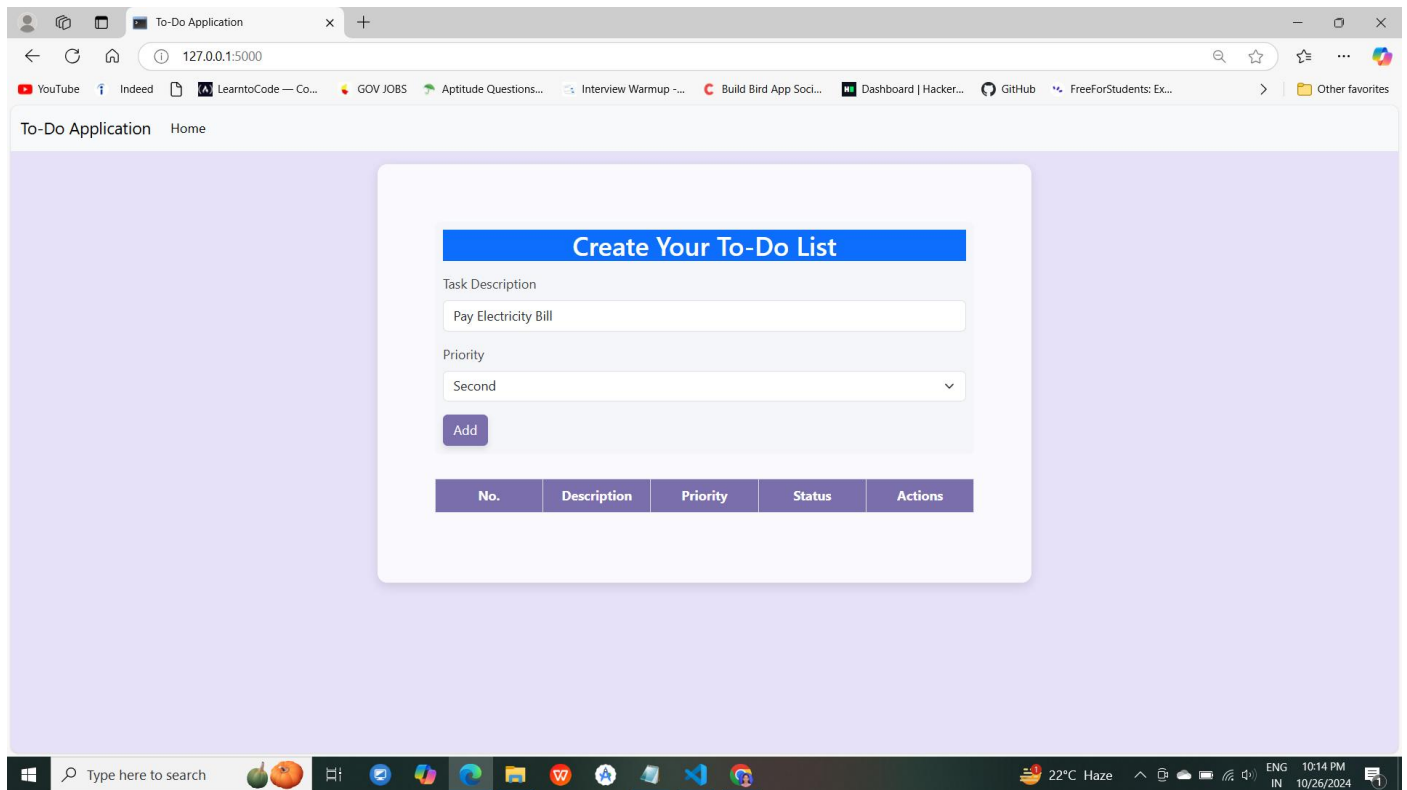 To-Do Application
127.0.0.1:5000
YouTube Indeed LearntoCode — Co... GOV JOBS Aptitude Questions... Interview Warmup -... Build Bird App Soci... Dashboard | Hacker... GitHub FreeForStudents: Ex... Other favorites
To-Do Application Home
Create Your To-Do List
Task Description
Pay Electricity Bill
Priority
Second
Add
No. Description Priority Status Actions
Type here to search 1 22°C Haze ENG 10:14 PM
IN 10/26/2024 1